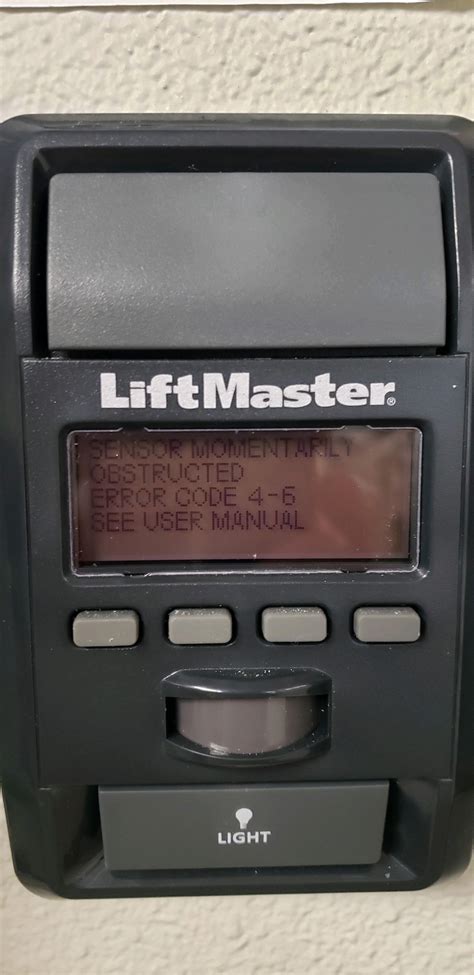 LiftMaster®
SENSOR MOMENTARILY
OBSTRUCTED
ERROR CODE 4-6
SEE USER MANUAL
LIGHT